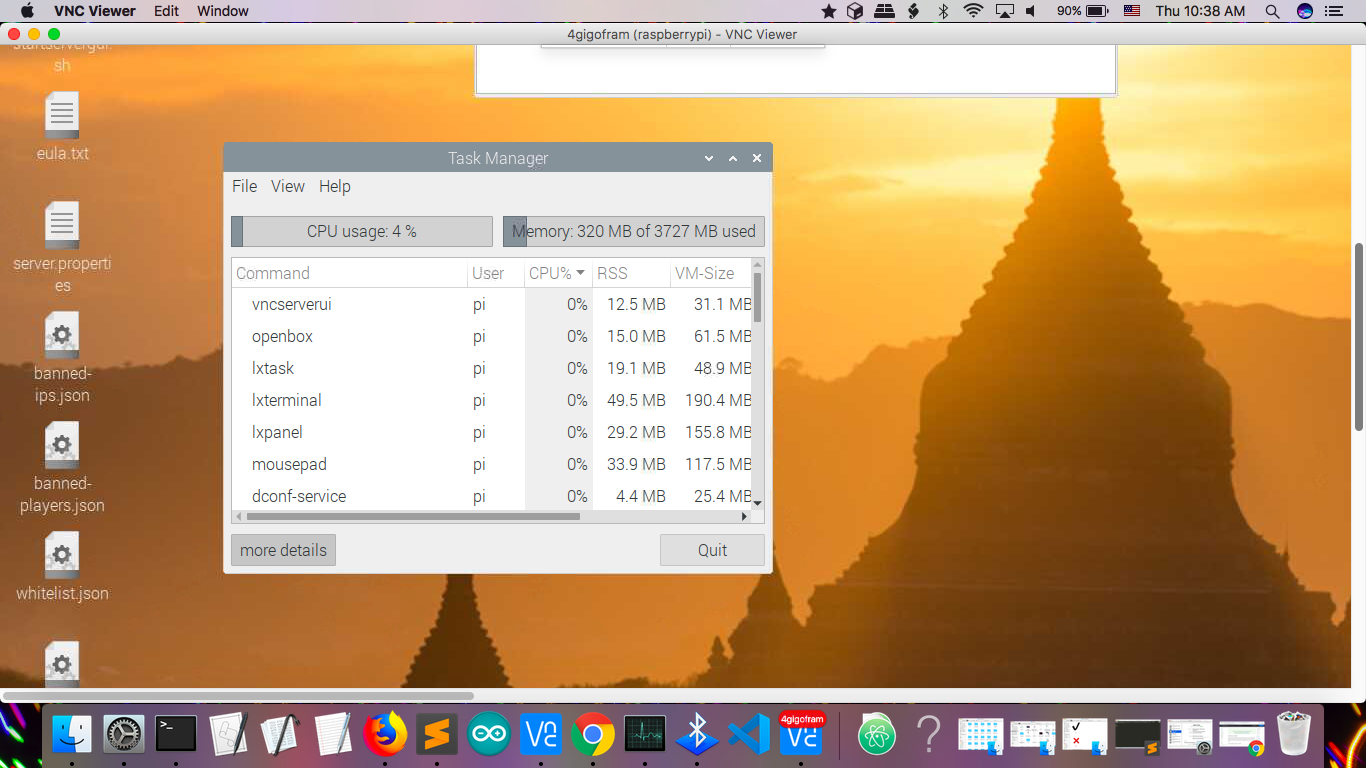 VNC Viewer Edit Window
90% Thu 10:38 AM
4gigofram (raspberrypi) - VNC Viewer
startservergui.
sh
eula.txt
server.properti
es
banned-
ips.json
banned-
players.json
whitelist.json
Task Manager
File View Help
CPU usage: 4 % Memory: 320 MB of 3727 MB used
Command User CPU% RSS VM-Size
vncserverui pi 0% 12.5 MB 31.1 MB
openbox pi 0% 15.0 MB 61.5 MB
lxtask pi 0% 19.1 MB 48.9 MB
lxterminal pi 0% 49.5 MB 190.4 MB
lxpanel pi 0% 29.2 MB 155.8 MB
mousepad pi 0% 33.9 MB 117.5 MB
dconf-service pi 0% 4.4 MB 25.4 MB
more details Quit
4gigofram